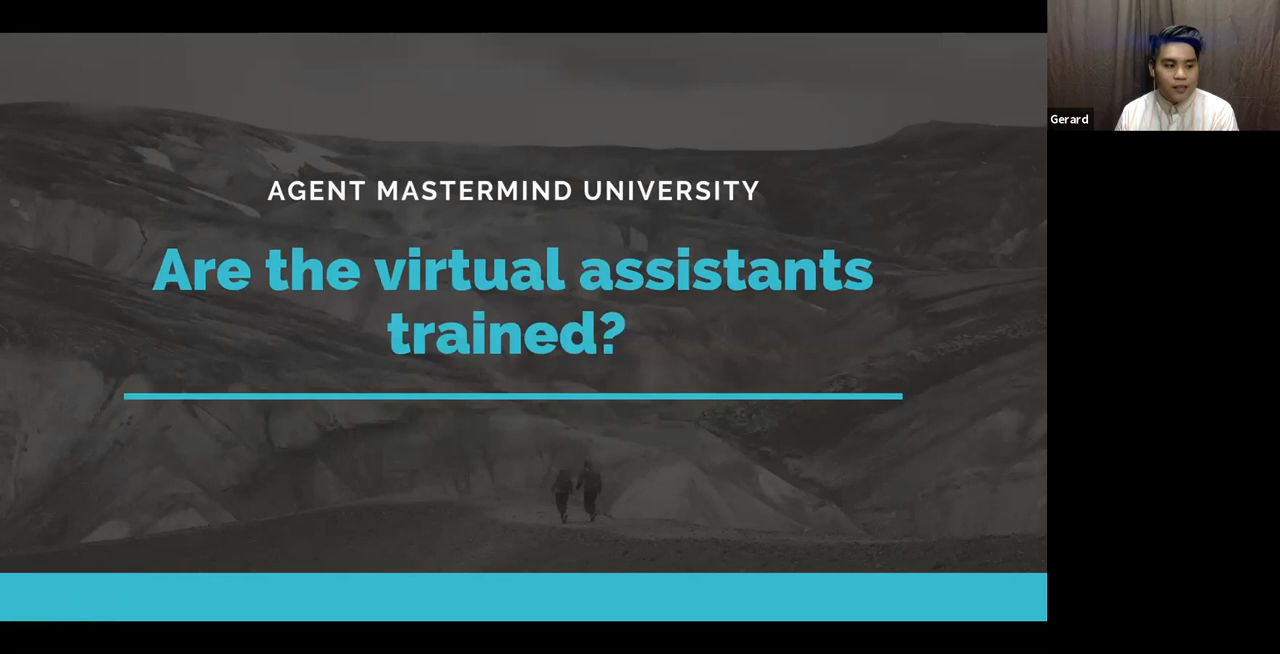 AGENT MASTERMIND UNIVERSITY
Are the virtual assistants
trained?
Gerard